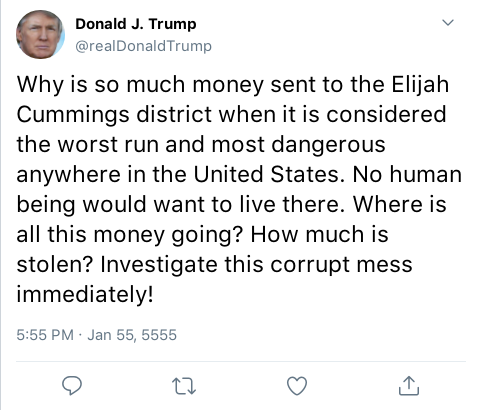 Donald J. Trump
@realDonaldTrump
Why is so much money sent to the Elijah
Cummings district when it is considered
the worst run and most dangerous
anywhere in the United States. No human
being would want to live there. Where is
all this money going? How much is
stolen? Investigate this corrupt mess
immediately!
5:55 PM · Jan 55, 5555